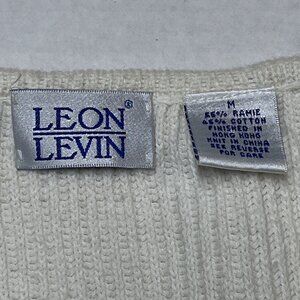 LEON®
LEVIN
M
55% RAMIE
45% COTTON
FINISHED IN
HONG KONG
KNIT IN CHINA
SEE REVERSE
FOR CARE